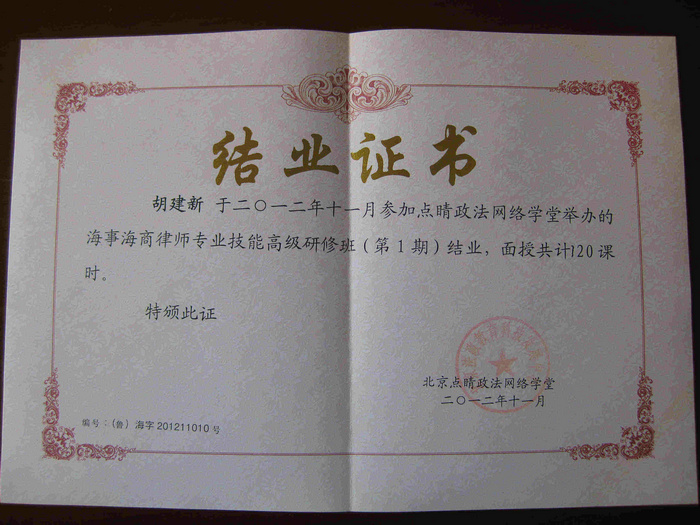 结业证书
胡建新 于二〇一二年十一月参加点睛政法网络学堂举办的
海事海商律师专业技能高级研修班（第1期）结业，面授共计120课
时。
特颁此证
北京点睛政法网络学堂
二〇一二年十一月
编号：（鲁）海字201211010号